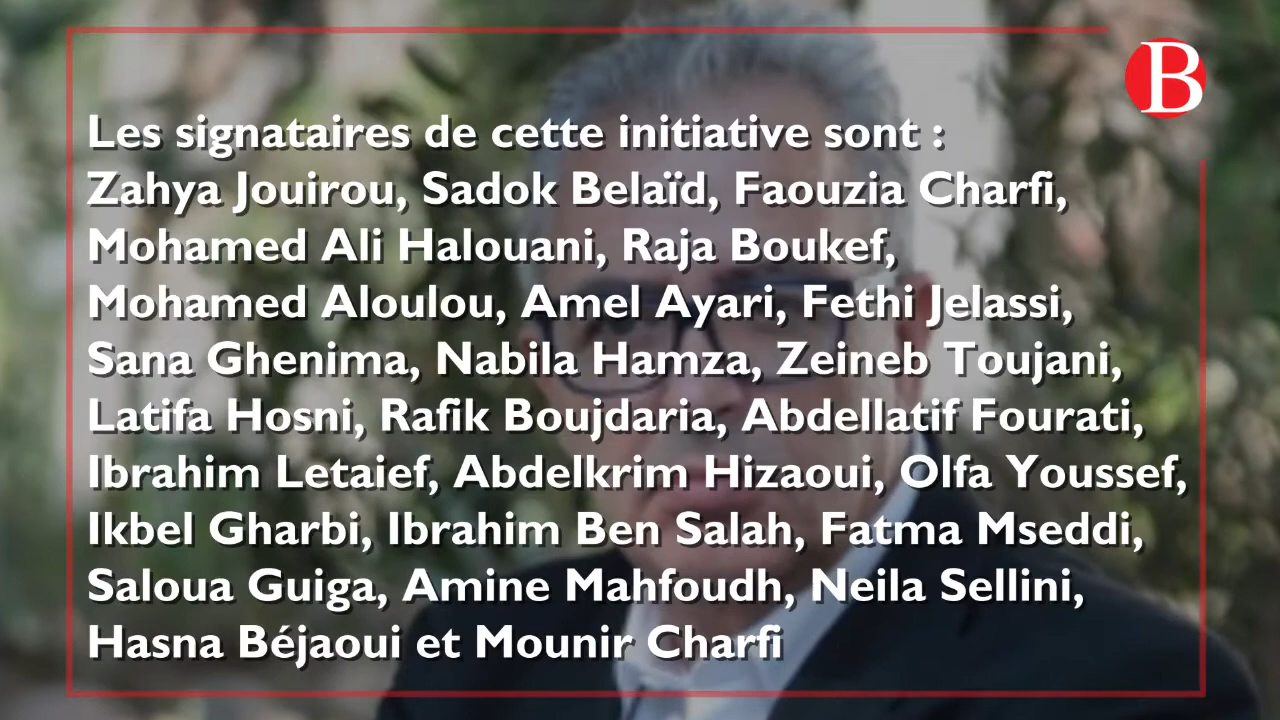 B
Les signataires de cette initiative sont :
Zahya Jouirou, Sadok Belaïd, Faouzia Charfi,
Mohamed Ali Halouani, Raja Boukef,
Mohamed Aloulou, Amel Ayari, Fethi Jelassi,
Sana Ghenima, Nabila Hamza, Zeineb Toujani,
Latifa Hosni, Rafik Boujdaria, Abdellatif Fourati,
Ibrahim Letaief, Abdelkrim Hizaoui, Olfa Youssef,
Ikbel Gharbi, Ibrahim Ben Salah, Fatma Mseddi,
Saloua Guiga, Amine Mahfoudh, Neila Sellini,
Hasna Béjaoui et Mounir Charfi